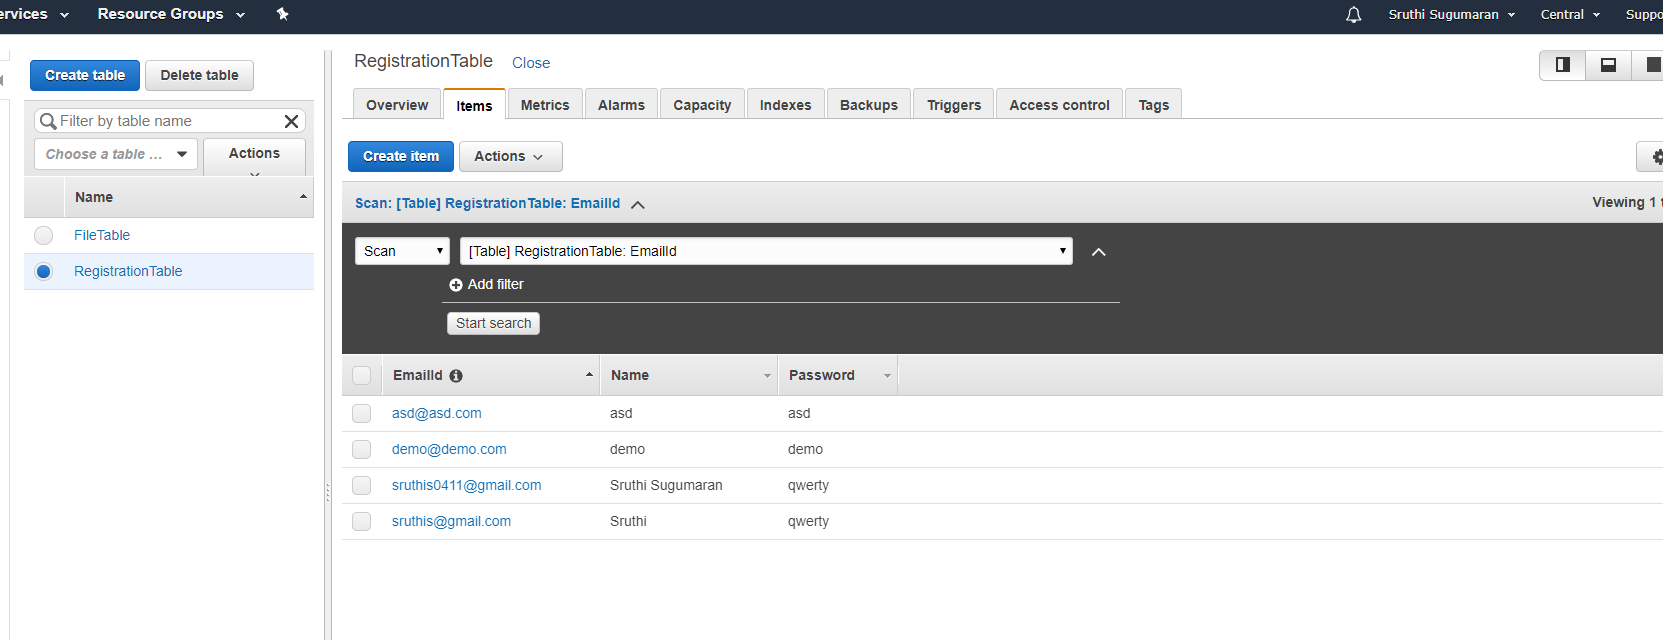 ervices Resource Groups Sruthi Sugumaran Central Suppo
Create table Delete table
Filter by table name
Choose a table ... Actions
Name
FileTable
RegistrationTable
RegistrationTable Close
Overview Items Metrics Alarms Capacity Indexes Backups Triggers Access control Tags
Create item Actions
Scan: [Table] RegistrationTable: EmailId Viewing 1 t
Scan [Table] RegistrationTable: EmailId
Add filter
Start search
EmailId Name Password
asd@asd.com asd asd
demo@demo.com demo demo
sruthis0411@gmail.com Sruthi Sugumaran qwerty
sruthis@gmail.com Sruthi qwerty